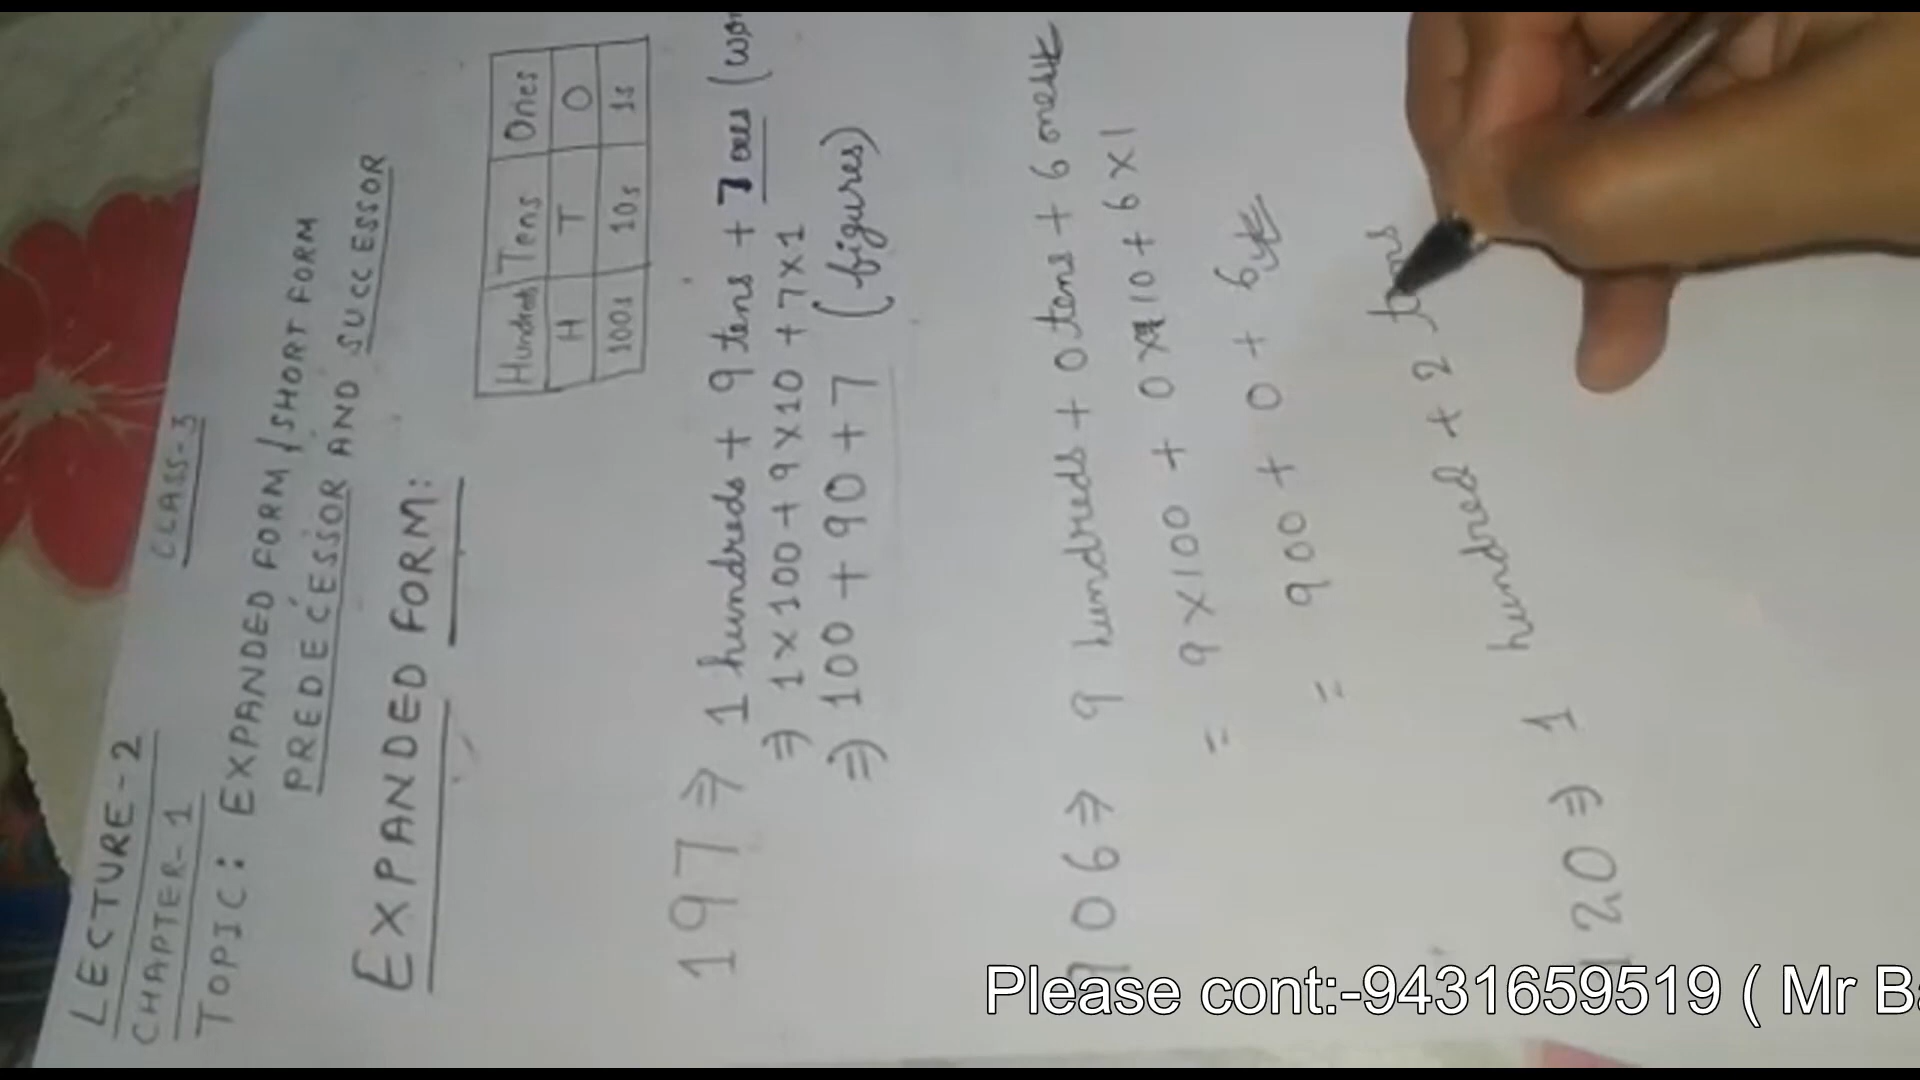 LECTURE-2
CHAPTER-1 CLASS-3
TOPIC: EXPANDED FORM/SHORT FORM
PREDECESSOR AND SUCCESSOR
EXPANDED FORM:
Hundreds Tens Ones
H T O
100s 10s 1s
197 ⇒ 1 hundreds + 9 tens + 7 ones (wor
⇒ 1×100 + 9×10 + 7×1
⇒ 100 + 90 + 7 (figures)
906 ⇒ 9 hundreds + 0 tens + 6 ones
= 9×100 + 0×10 + 6×1
= 900 + 0 + 6
120 ⇒ 1 hundred + 2 tens
Please cont:-9431659519 ( Mr Ba